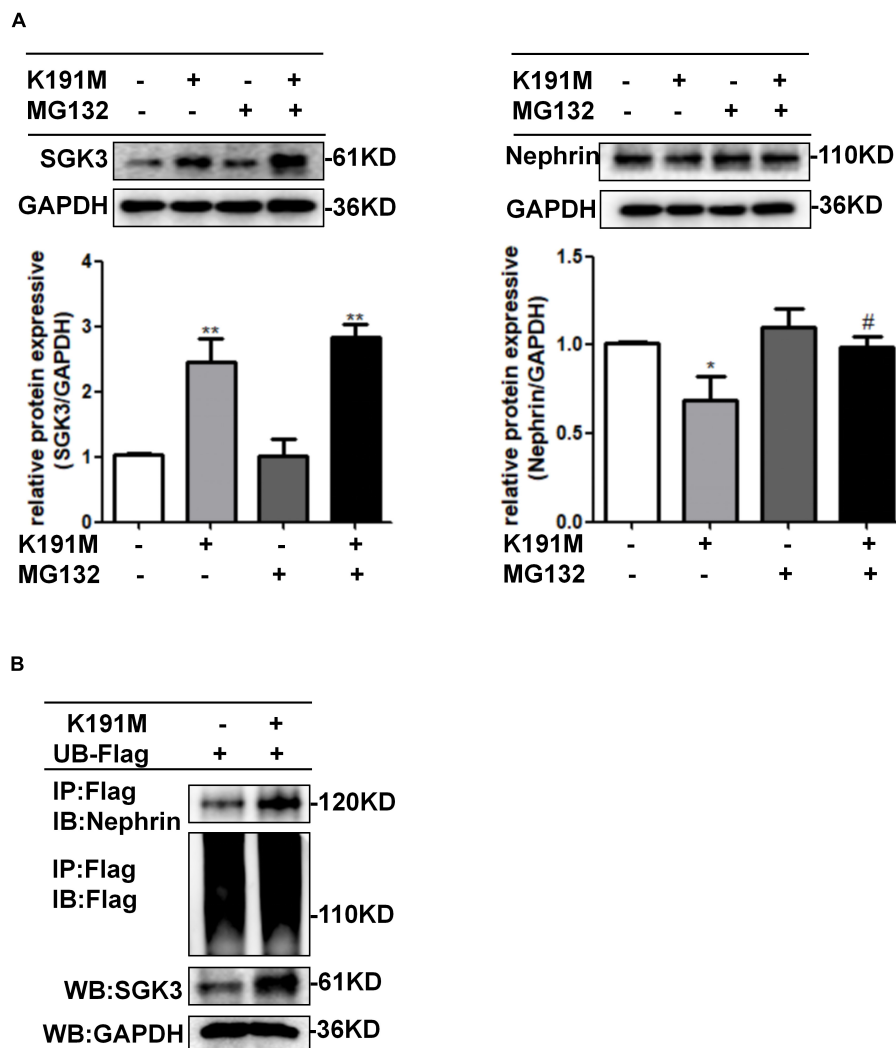 A
K191M - + - +
MG132 - - + +
SGK3 -61KD
GAPDH -36KD
4
3
2
1
0
relative protein expressive
(SGK3/GAPDH)
** **
K191M - + - +
MG132 - - + +
K191M - + - +
MG132 - - + +
Nephrin -110KD
GAPDH -36KD
1.5
1.0
0.5
0.0
relative protein expressive
(Nephrin/GAPDH)
* #
K191M - + - +
MG132 - - + +
B
K191M - +
UB-Flag + +
IP:Flag
IB:Nephrin -120KD
IP:Flag
IB:Flag -110KD
WB:SGK3 -61KD
WB:GAPDH -36KD